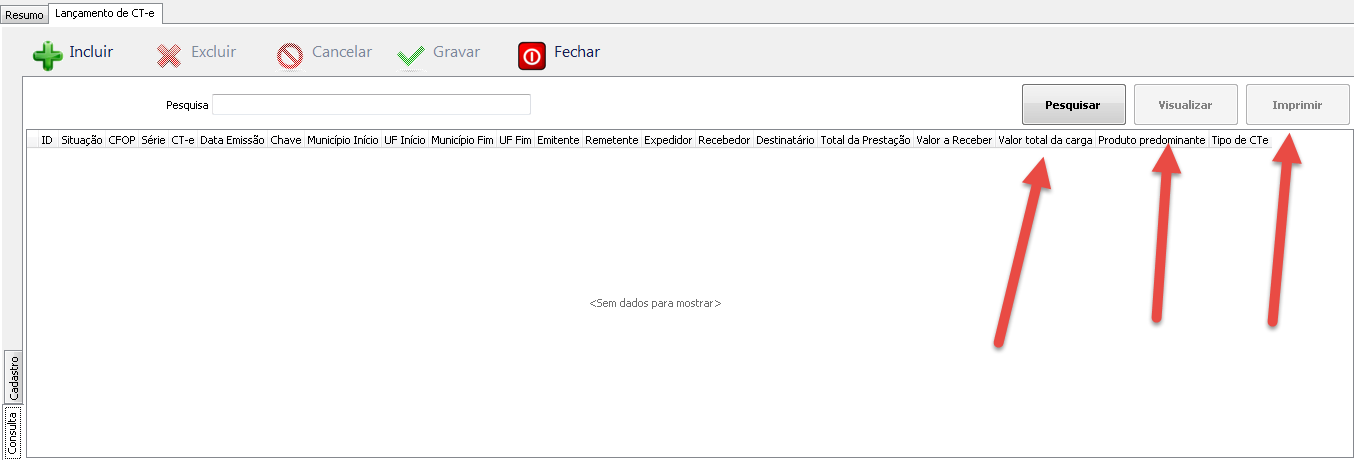 Resumo Lançamento de CT-e
Incluir Excluir Cancelar Gravar Fechar
Pesquisa Pesquisar Visualizar Imprimir
ID Situação CFOP Série CT-e Data Emissão Chave Município Início UF Início Município Fim UF Fim Emitente Remetente Expedidor Recebedor Destinatário Total da Prestação Valor a Receber Valor total da carga Produto predominante Tipo de CTe
<Sem dados para mostrar>
Cadastro
Consulta